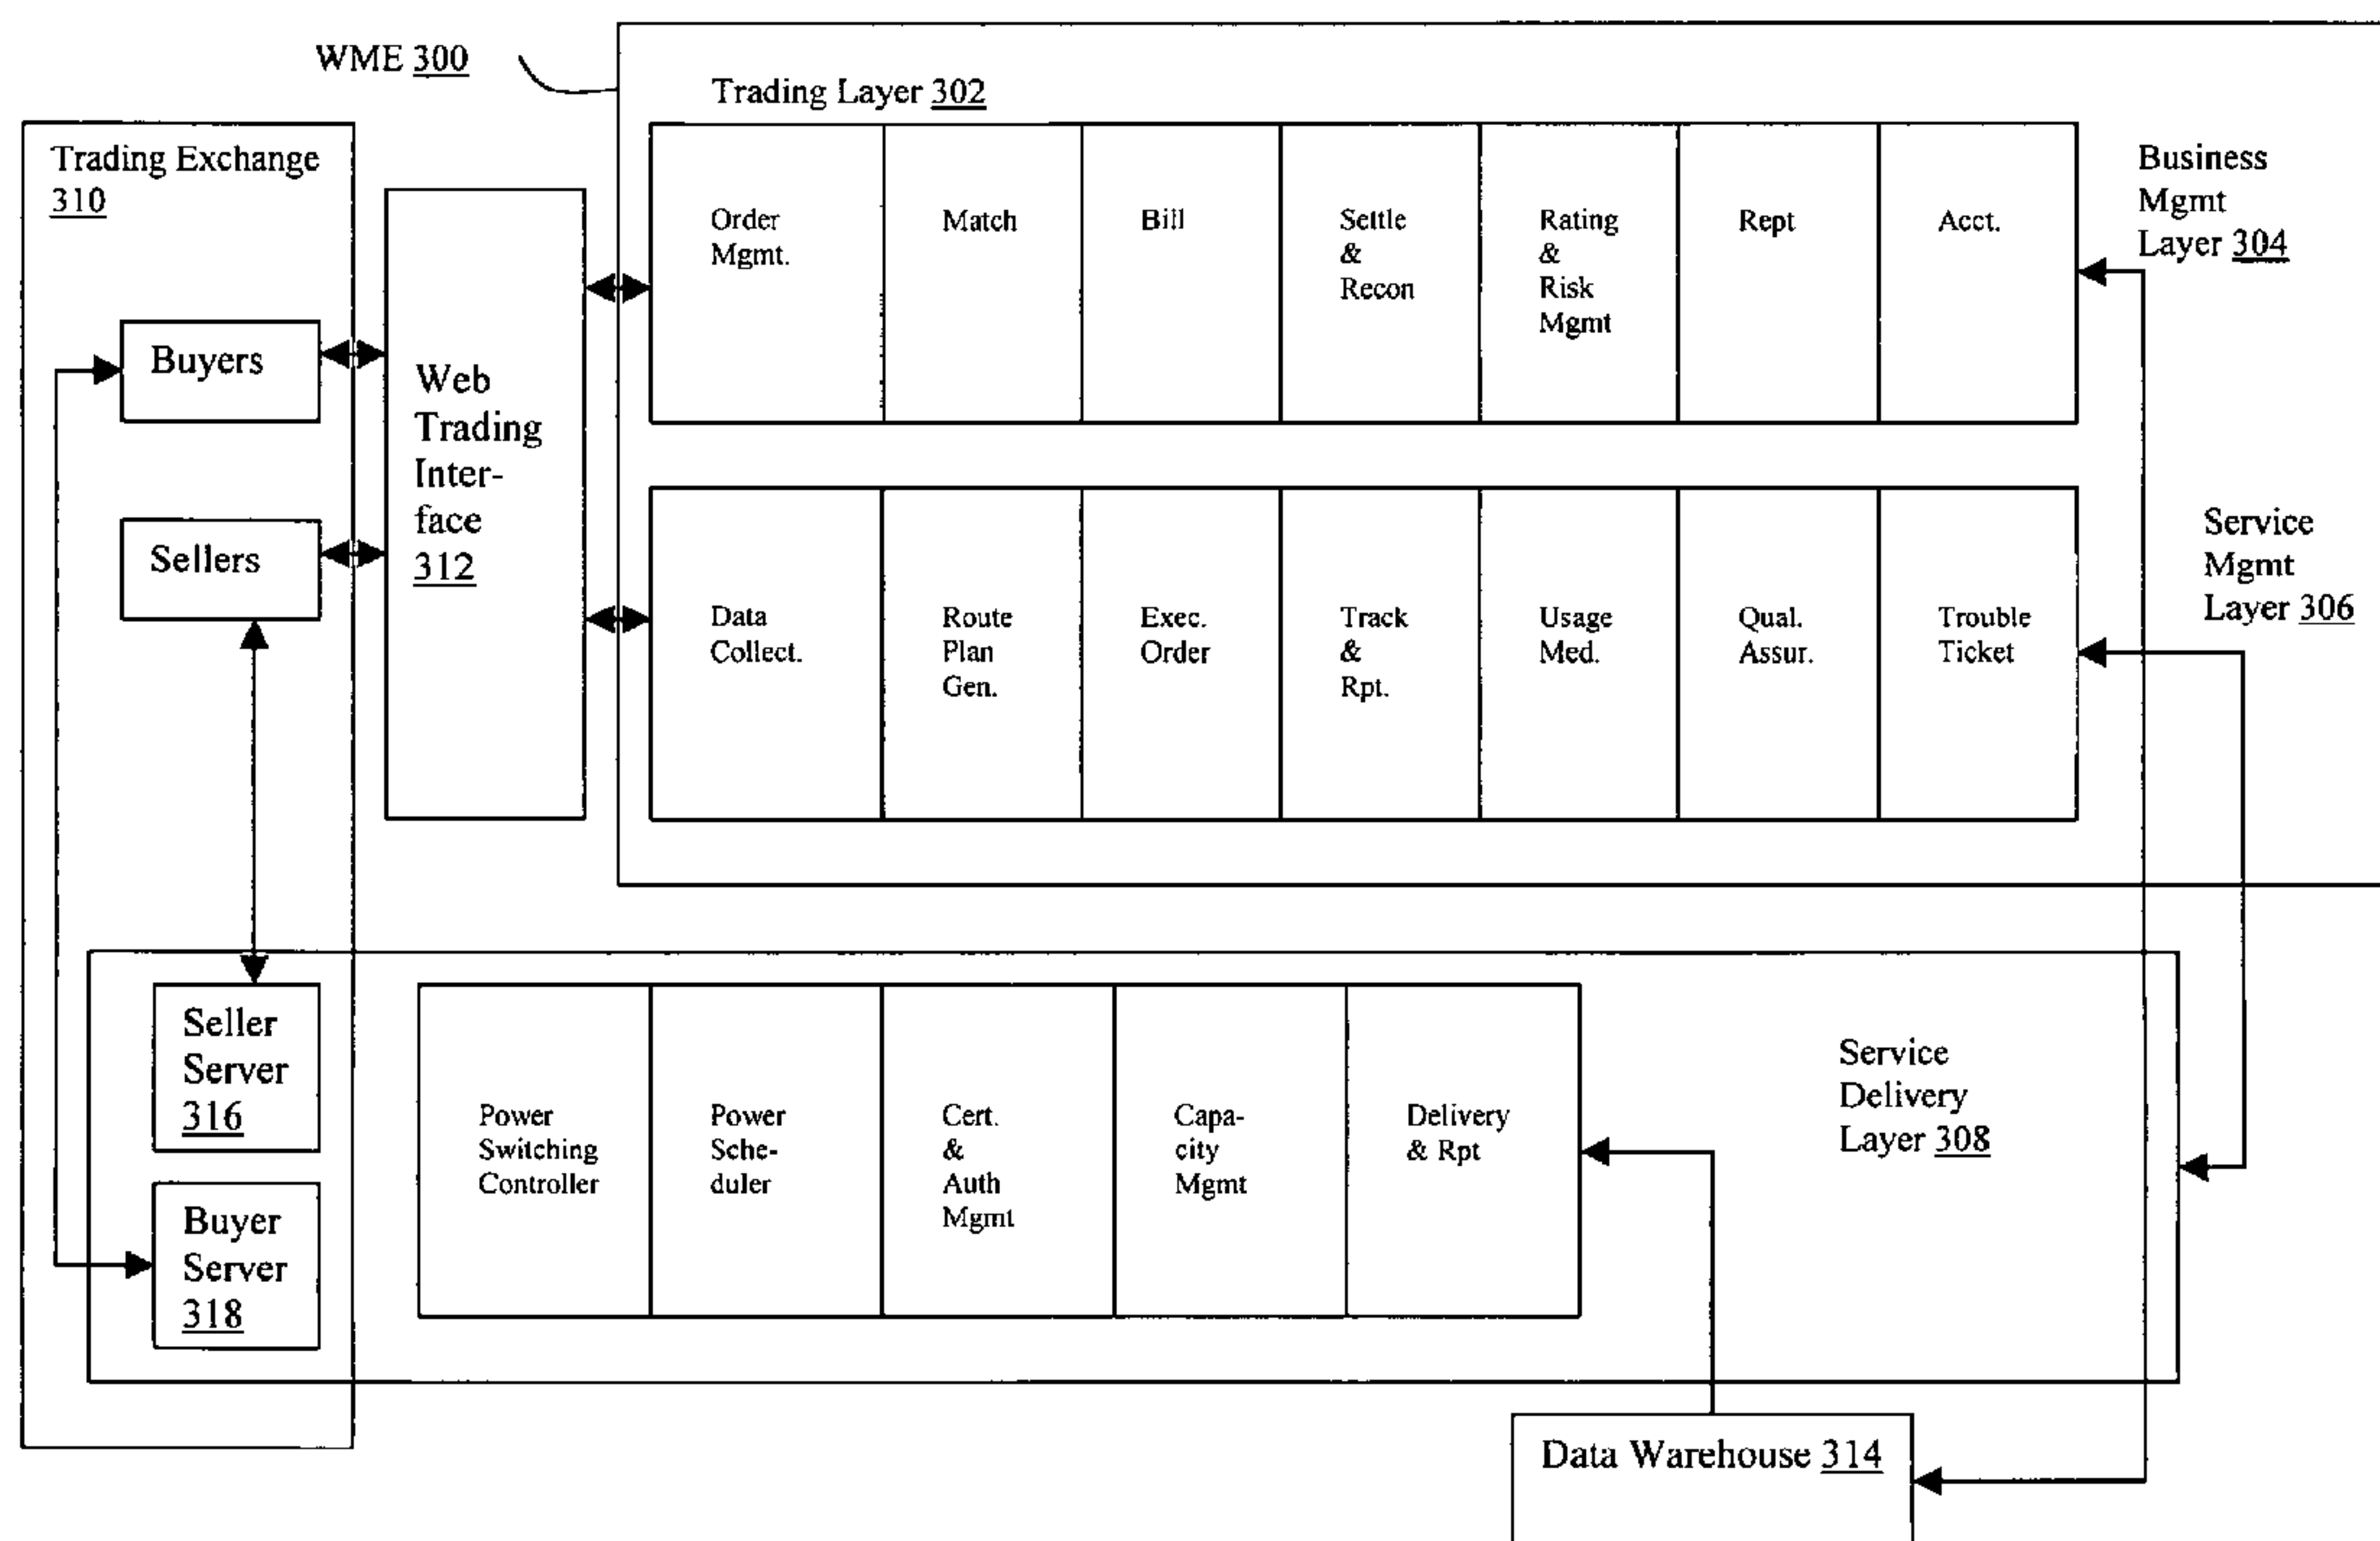 WME 300
Trading Layer 302
Trading Exchange
310
Buyers
Sellers
Web
Trading
Inter-
face
312
Order
Mgmt.
Match
Bill
Settle
&
Recon
Rating
&
Risk
Mgmt
Rept
Acct.
Business
Mgmt
Layer 304
Data
Collect.
Route
Plan
Gen.
Exec.
Order
Track
&
Rpt.
Usage
Med.
Qual.
Assur.
Trouble
Ticket
Service
Mgmt
Layer 306
Seller
Server
316
Buyer
Server
318
Power
Switching
Controller
Power
Sche-
duler
Cert.
&
Auth
Mgmt
Capa-
city
Mgmt
Delivery
& Rpt
Service
Delivery
Layer 308
Data Warehouse 314